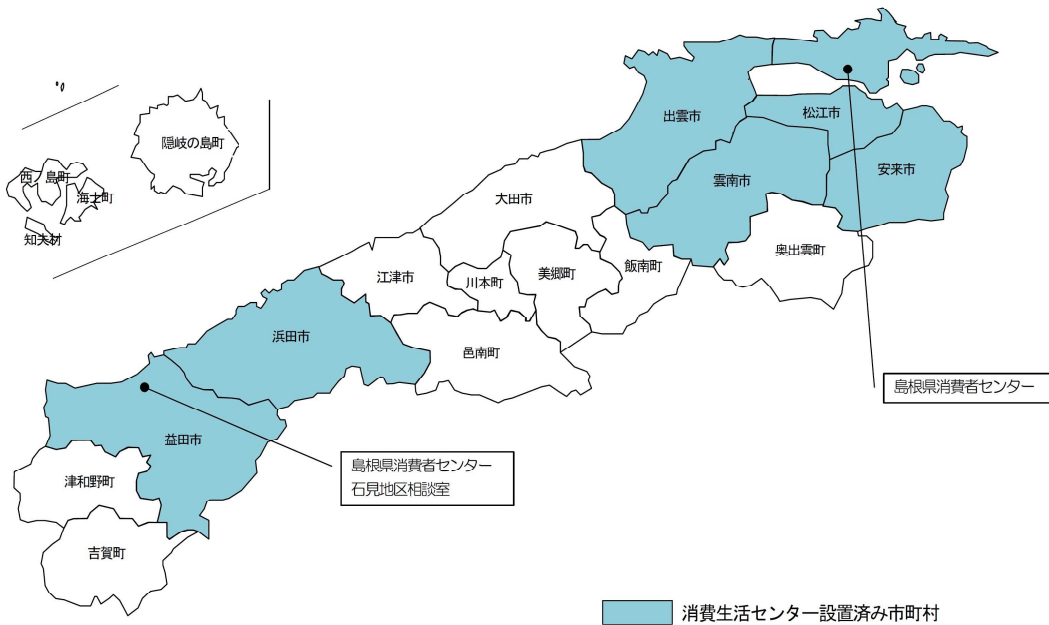 隠岐の島町
西
島町
海士町
知夫村
出雲市
松江市
安来市
雲南市
大田市
奥出雲町
飯南町
美郷町
川本町
江津市
邑南町
浜田市
島根県消費者センター
益田市
島根県消費者センター
石見地区相談室
津和野町
吉賀町
消費生活センター設置済み市町村